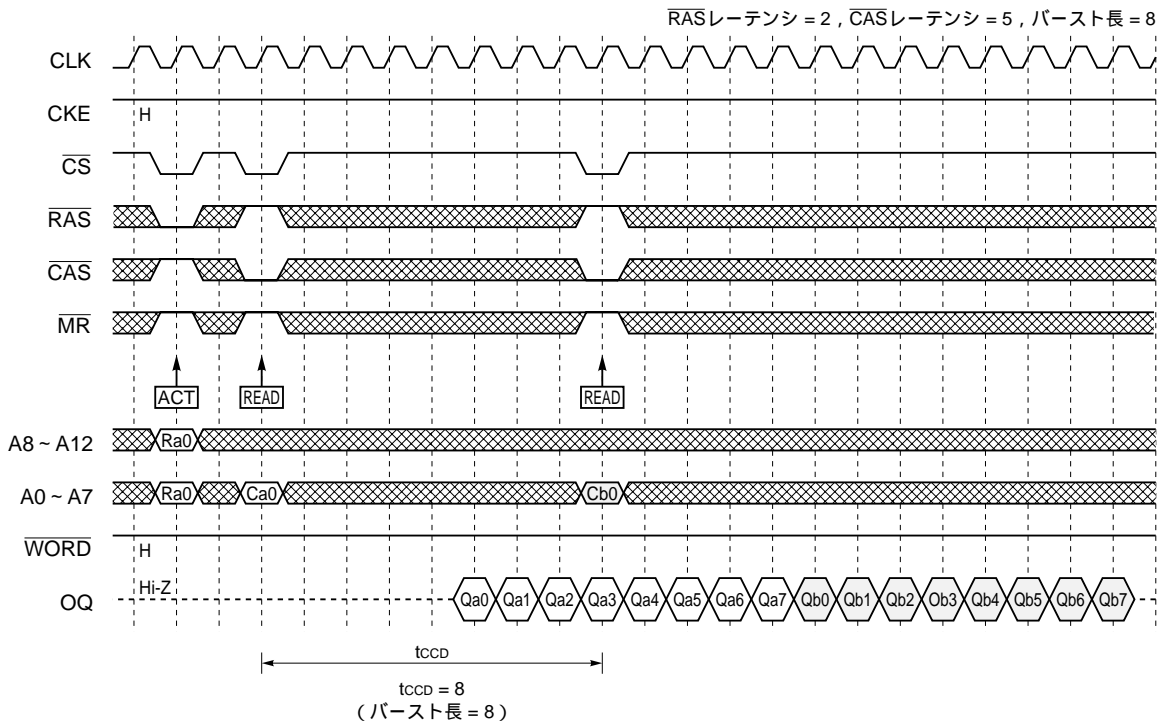 RASレーテンシ = 2 , CASレーテンシ = 5 , バースト長 = 8
CLK
CKE
H
CS
RAS
CAS
MR
ACT
READ
READ
A8 ~ A12
Ra0
A0 ~ A7
Ra0
Ca0
Cb0
WORD
H
OQ
Hi-Z
Qa0
Qa1
Qa2
Qa3
Qa4
Qa5
Qa6
Qa7
Qb0
Qb1
Qb2
Ob3
Qb4
Qb5
Qb6
Qb7
tCCD
tCCD = 8
( バースト長 = 8 )